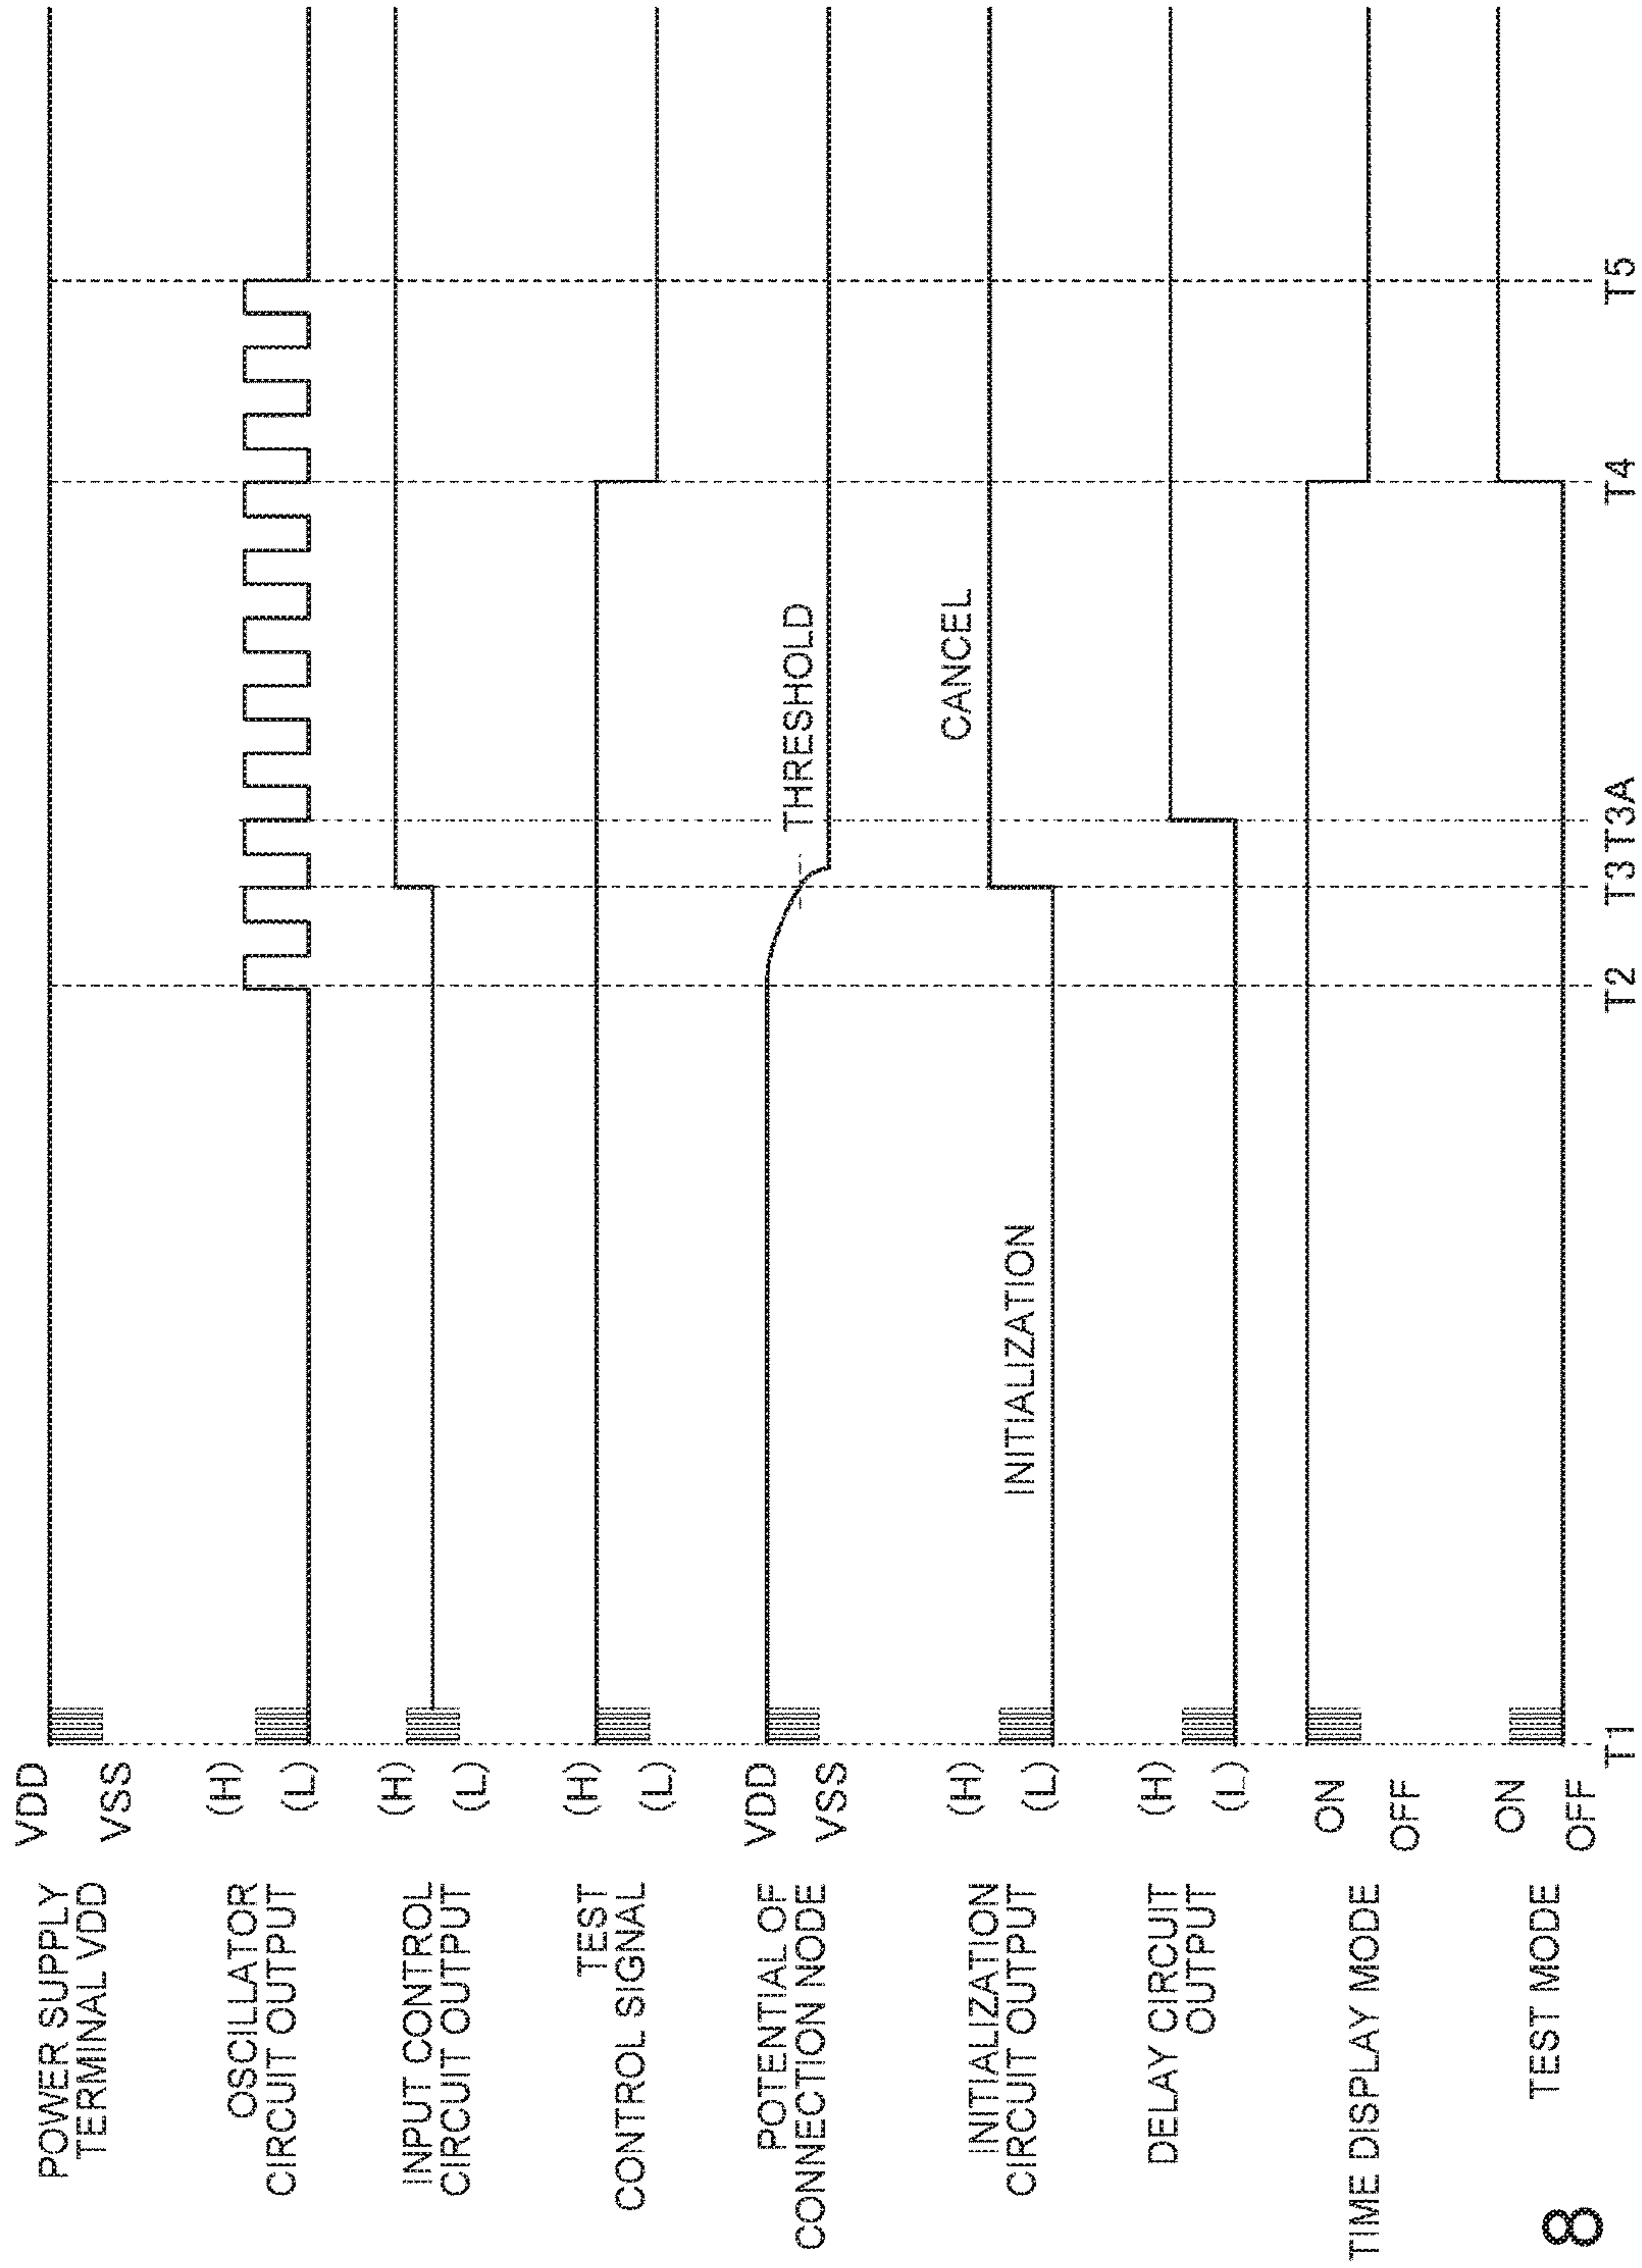 POWER SUPPLY
TERMINAL VDD
VDD
VSS
OSCILLATOR
CIRCUIT OUTPUT
(H)
(L)
INPUT CONTROL
CIRCUIT OUTPUT
(H)
(L)
TEST
CONTROL SIGNAL
(H)
(L)
POTENTIAL OF
CONNECTION NODE
VDD
VSS
THRESHOLD
INITIALIZATION
CIRCUIT OUTPUT
(H)
(L)
INITIALIZATION
CANCEL
DELAY CIRCUIT
OUTPUT
(H)
(L)
TIME DISPLAY MODE
ON
OFF
TEST MODE
ON
OFF
T1 T2 T3 T3A T4 T5
8